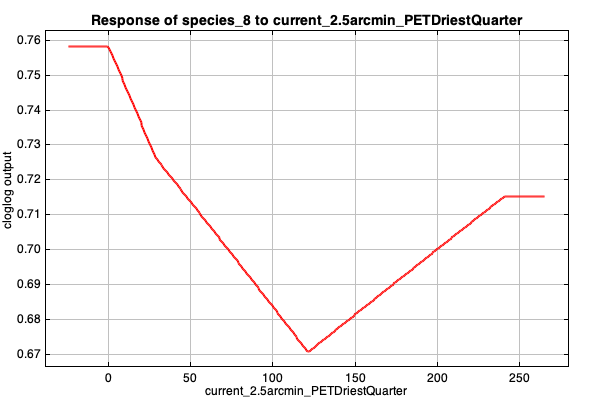 Response of species_8 to current_2.5arcmin_PETDriestQuarter
0.76
0.75
0.74
0.73
0.72
0.71
0.70
0.69
0.68
0.67
cloglog output
0 50 100 150 200 250
current_2.5arcmin_PETDriestQuarter